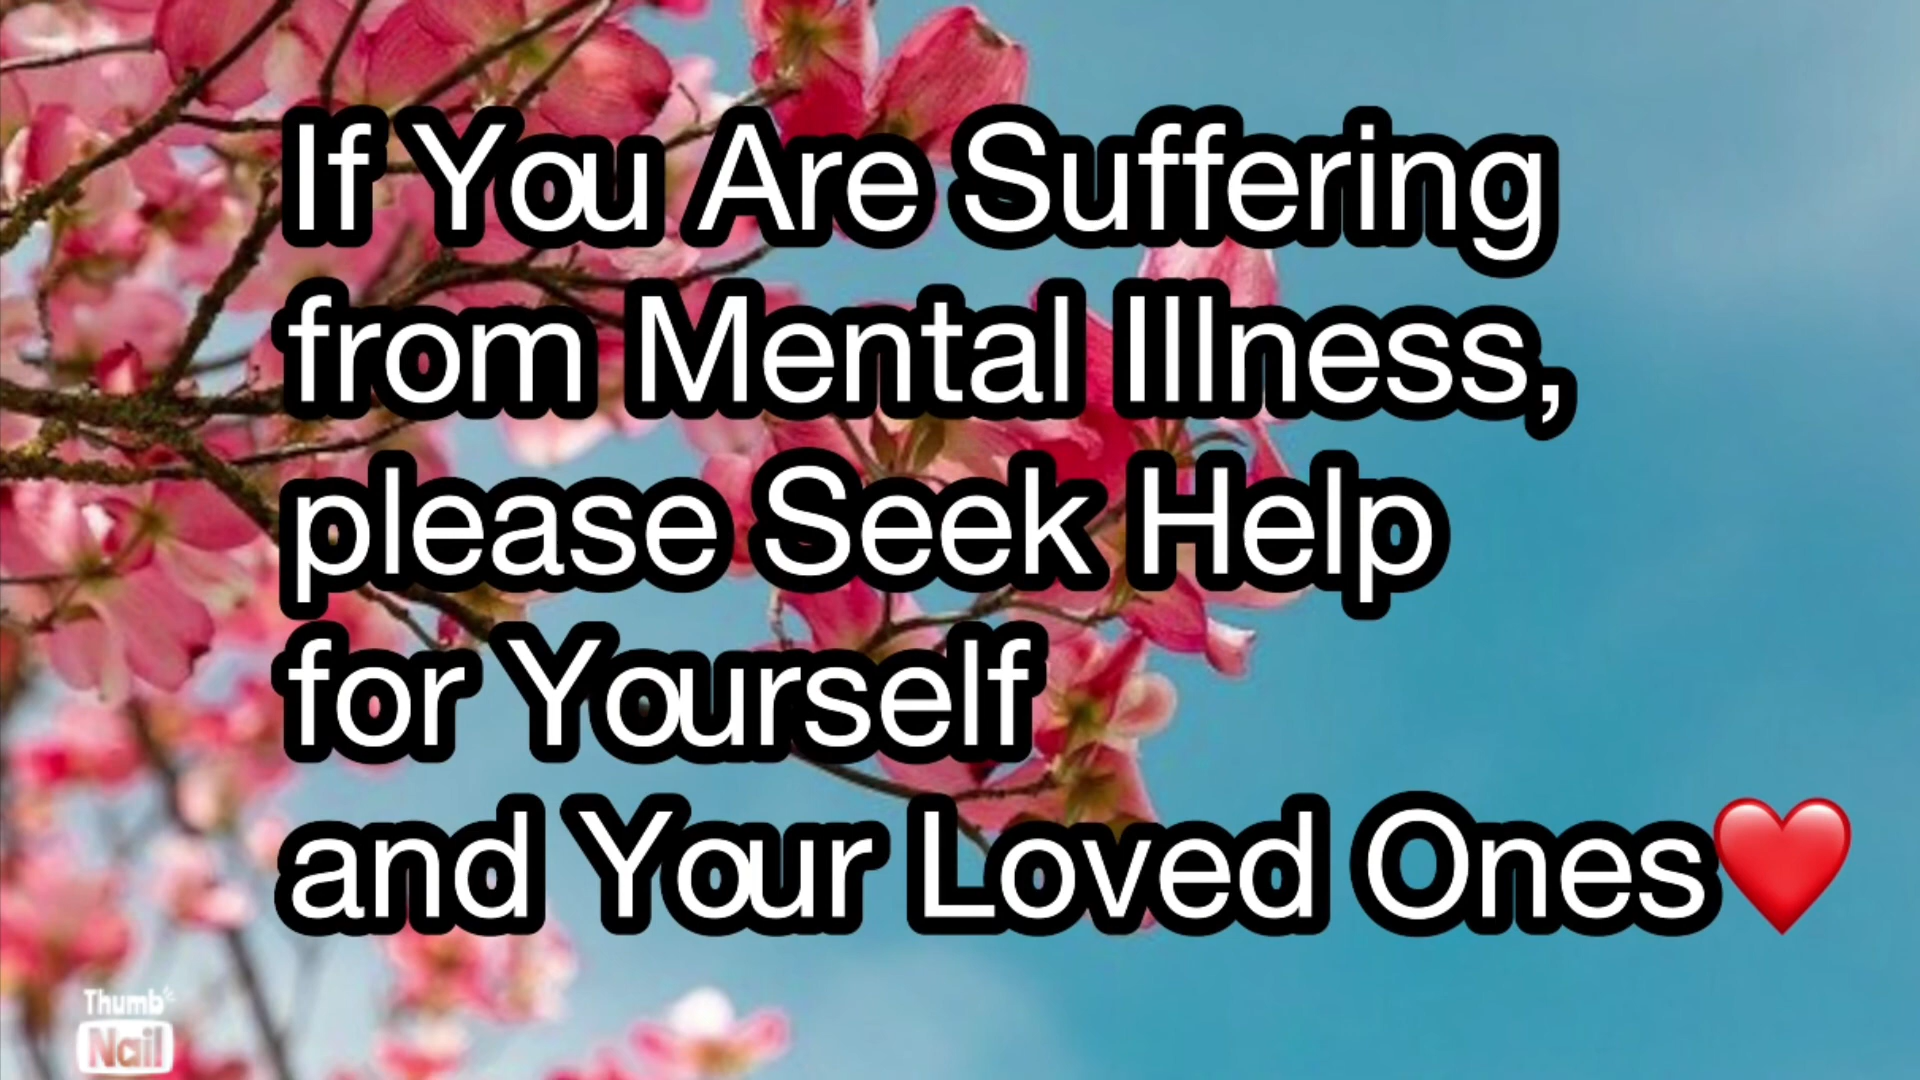 If You Are Suffering
from Mental Illness,
please Seek Help
for Yourself
and Your Loved Ones❤️
Thumb
Nail